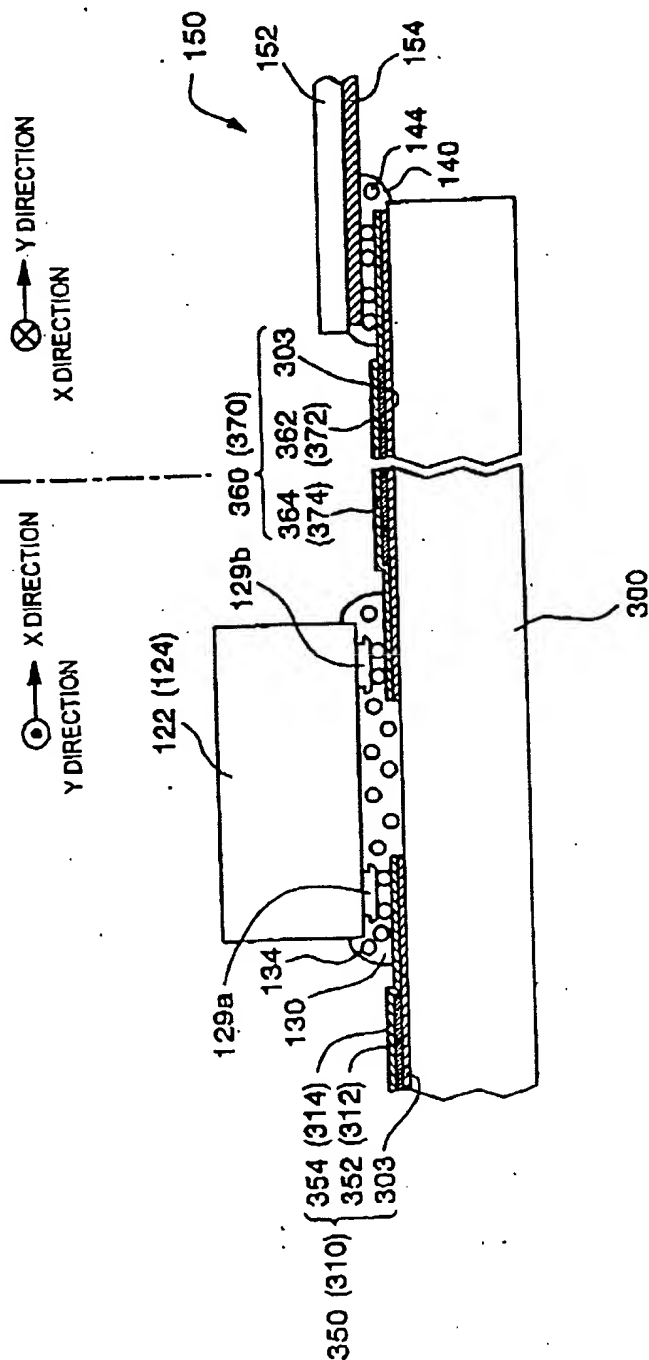 Y DIRECTION
X DIRECTION
X DIRECTION
Y DIRECTION
150
152
154
144
140
360 (370)
364 362 303
(374) (372)
129b
122 (124)
129a
134
130
354 (314)
352 (312)
303
350 (310)
300